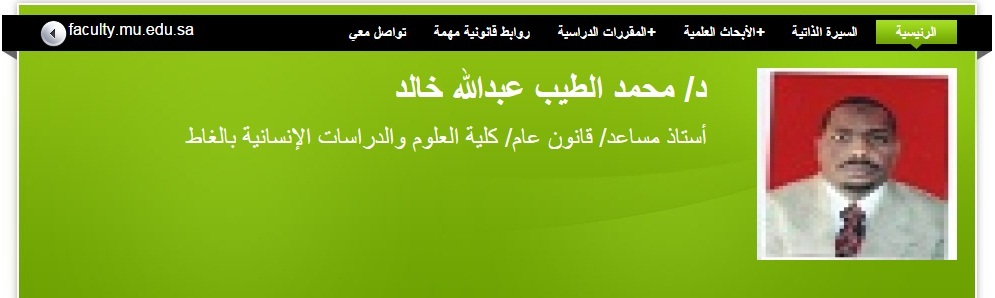 الرئيسية السيرة الذاتية +الأبحاث العلمية +المقررات الدراسية روابط قانونية مهمة تواصل معي faculty.mu.edu.sa
د/ محمد الطيب عبدالله خالد
أستاذ مساعد/ قانون عام/ كلية العلوم والدراسات الإنسانية بالغاط